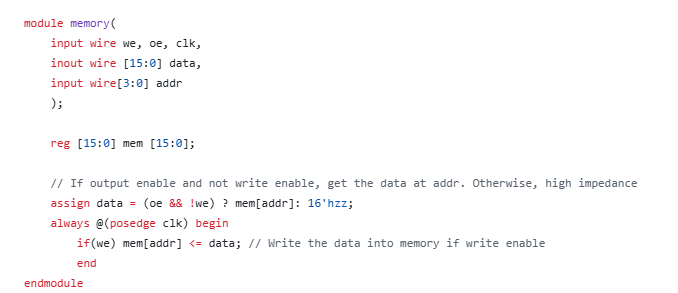 module memory(
    input wire we, oe, clk,
    inout wire [15:0] data,
    input wire[3:0] addr
    );
    reg [15:0] mem [15:0];
    // If output enable and not write enable, get the data at addr. Otherwise, high impedance
    assign data = (oe && !we) ? mem[addr]: 16'hzz;
    always @(posedge clk) begin
        if(we) mem[addr] <= data; // Write the data into memory if write enable
        end
endmodule